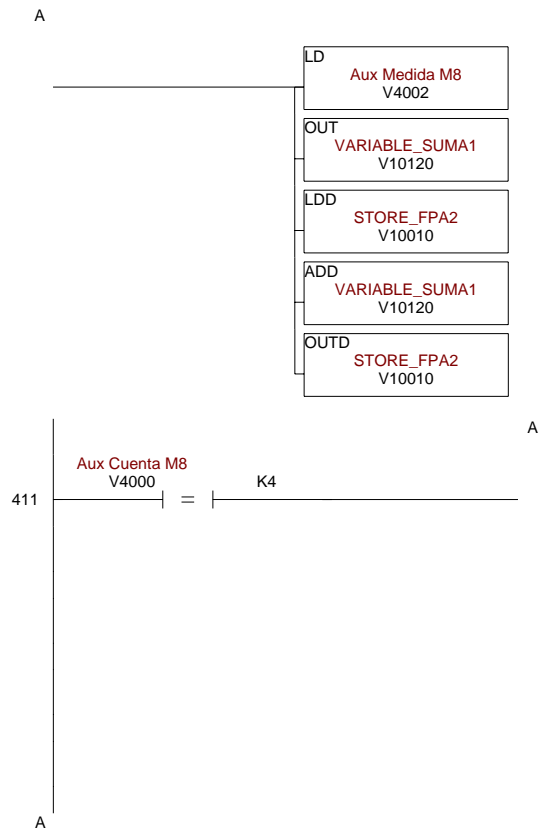 A
LD
Aux Medida M8
V4002
OUT
VARIABLE_SUMA1
V10120
LDD
STORE_FPA2
V10010
ADD
VARIABLE_SUMA1
V10120
OUTD
STORE_FPA2
V10010
A
Aux Cuenta M8
V4000 K4
411 =
A